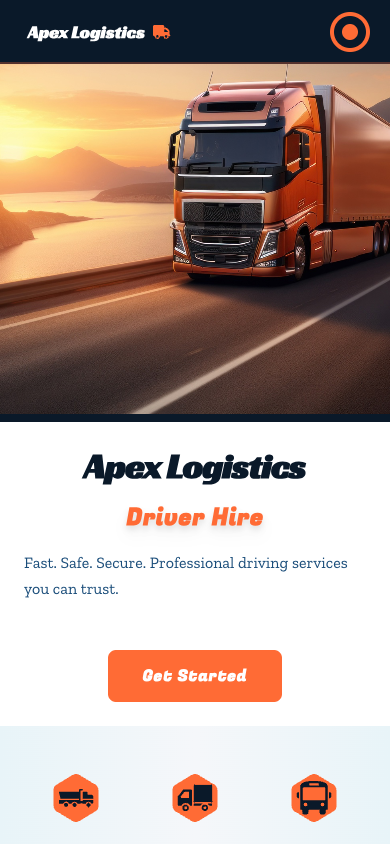 Apex Logistics
Apex Logistics
Driver Hire
Fast. Safe. Secure. Professional driving services
you can trust.
Get Started